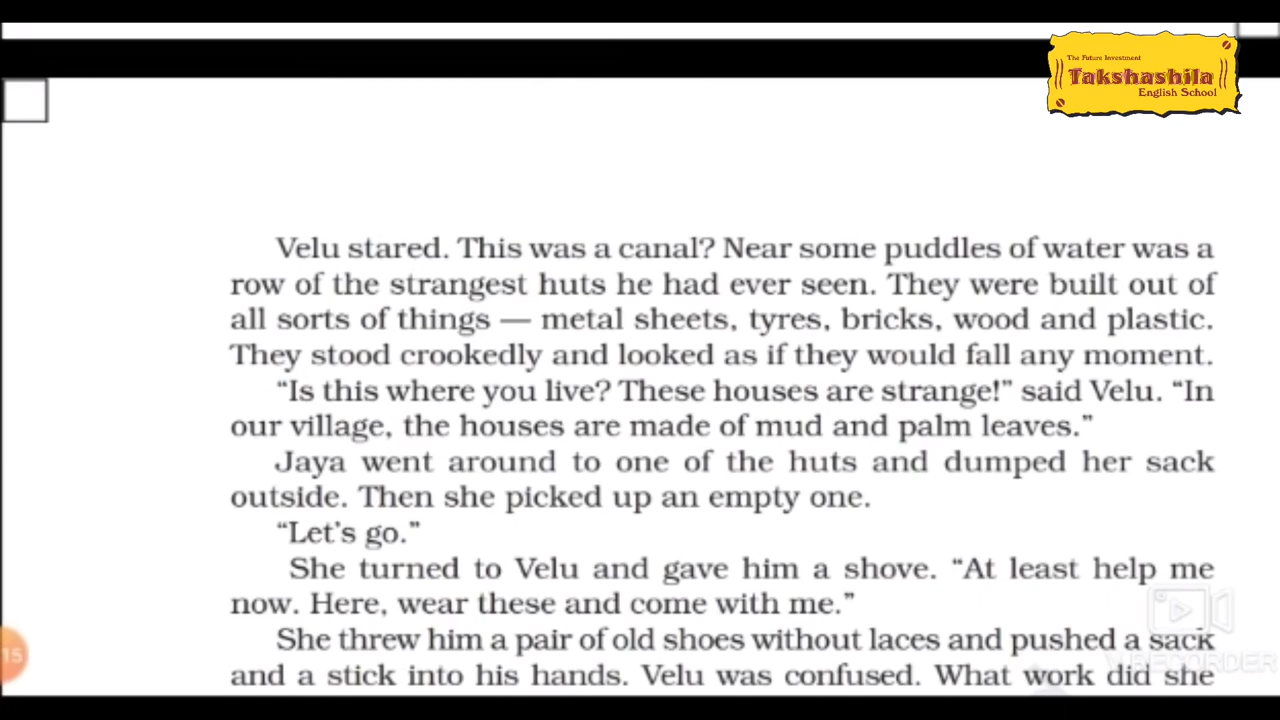 The Future Investment
Takshashila
English School
Velu stared. This was a canal? Near some puddles of water was a
row of the strangest huts he had ever seen. They were built out of
all sorts of things — metal sheets, tyres, bricks, wood and plastic.
They stood crookedly and looked as if they would fall any moment.
“Is this where you live? These houses are strange!” said Velu. “In
our village, the houses are made of mud and palm leaves.”
Jaya went around to one of the huts and dumped her sack
outside. Then she picked up an empty one.
“Let’s go.”
She turned to Velu and gave him a shove. “At least help me
now. Here, wear these and come with me.”
She threw him a pair of old shoes without laces and pushed a sack
and a stick into his hands. Velu was confused. What work did she
15
V RECORDER